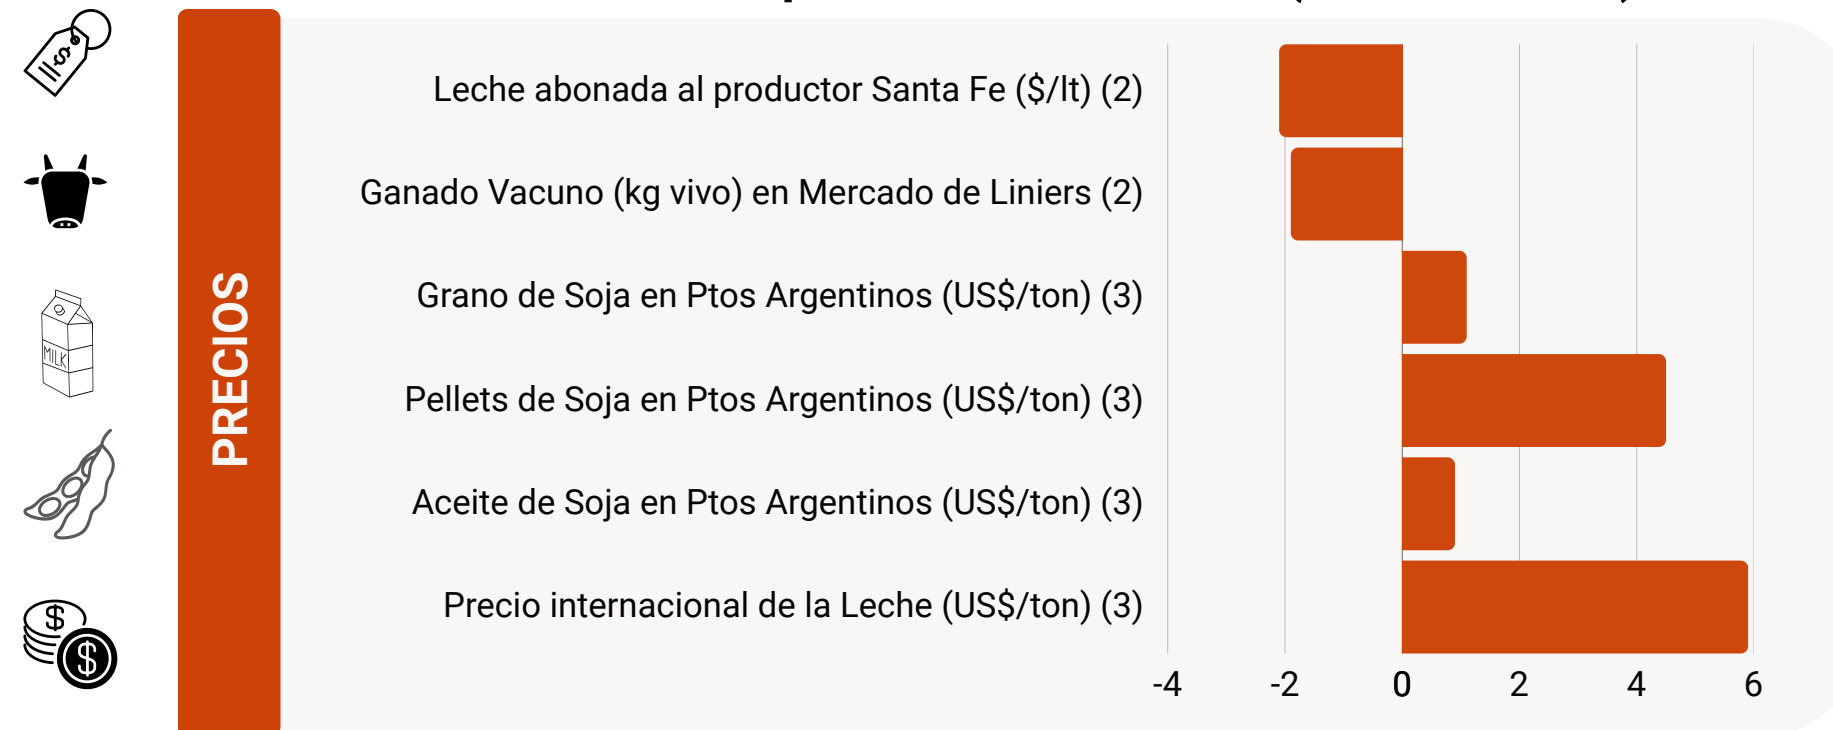 Leche abonada al productor Santa Fe ($/lt) (2)
Ganado Vacuno (kg vivo) en Mercado de Liniers (2)
Grano de Soja en Ptos Argentinos (US$/ton) (3)
Pellets de Soja en Ptos Argentinos (US$/ton) (3)
Aceite de Soja en Ptos Argentinos (US$/ton) (3)
Precio internacional de la Leche (US$/ton) (3)
-4 -2 0 2 4 6
PRECIOS
$
MILK
$
$